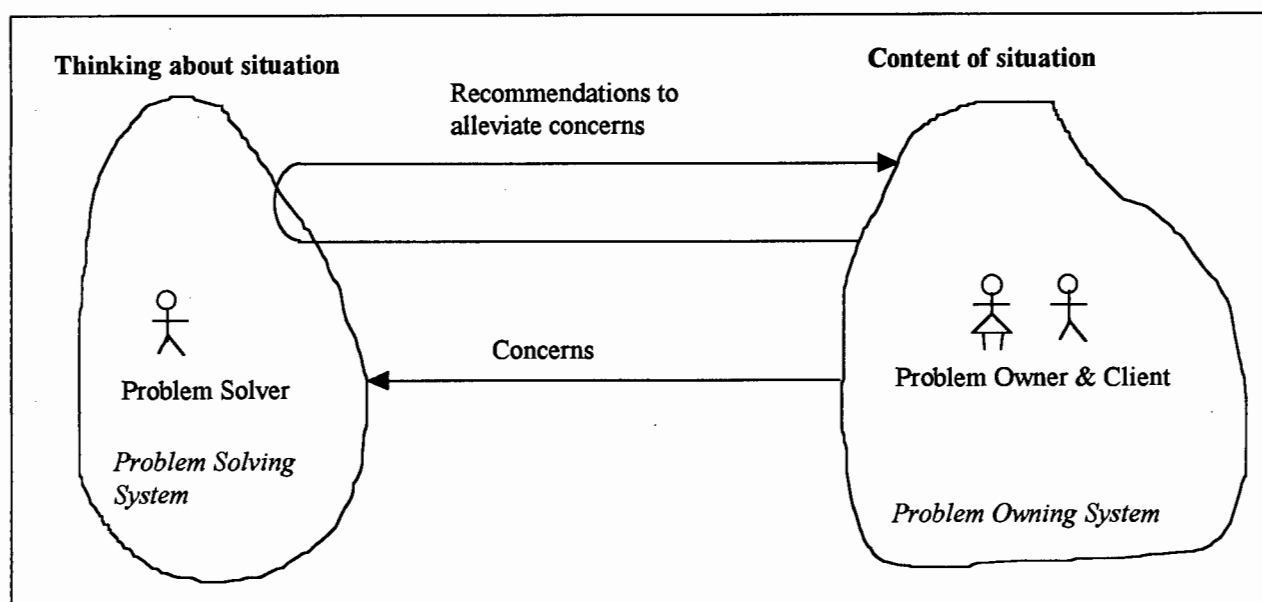 Thinking about situation
Content of situation
Recommendations to
alleviate concerns
Concerns
Problem Solver
Problem Owner & Client
Problem Solving
System
Problem Owning System